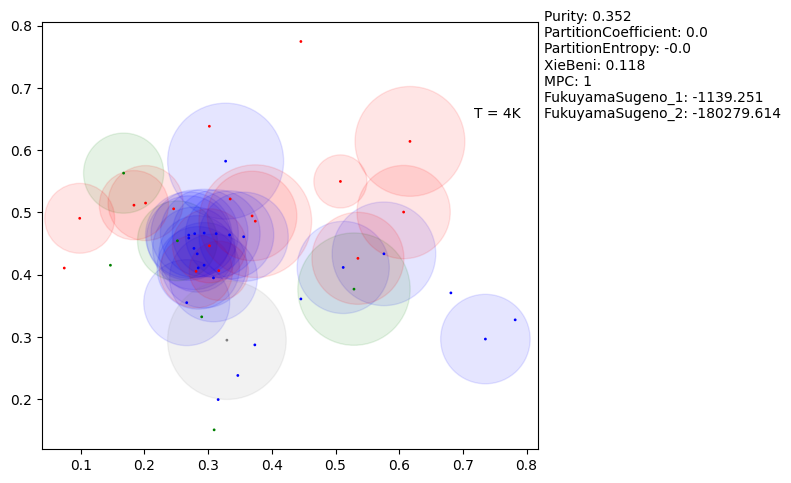 Purity: 0.352
PartitionCoefficient: 0.0
PartitionEntropy: -0.0
XieBeni: 0.118
MPC: 1
FukuyamaSugeno_1: -1139.251
FukuyamaSugeno_2: -180279.614
T = 4K
0.8
0.7
0.6
0.5
0.4
0.3
0.2
0.1 0.2 0.3 0.4 0.5 0.6 0.7 0.8